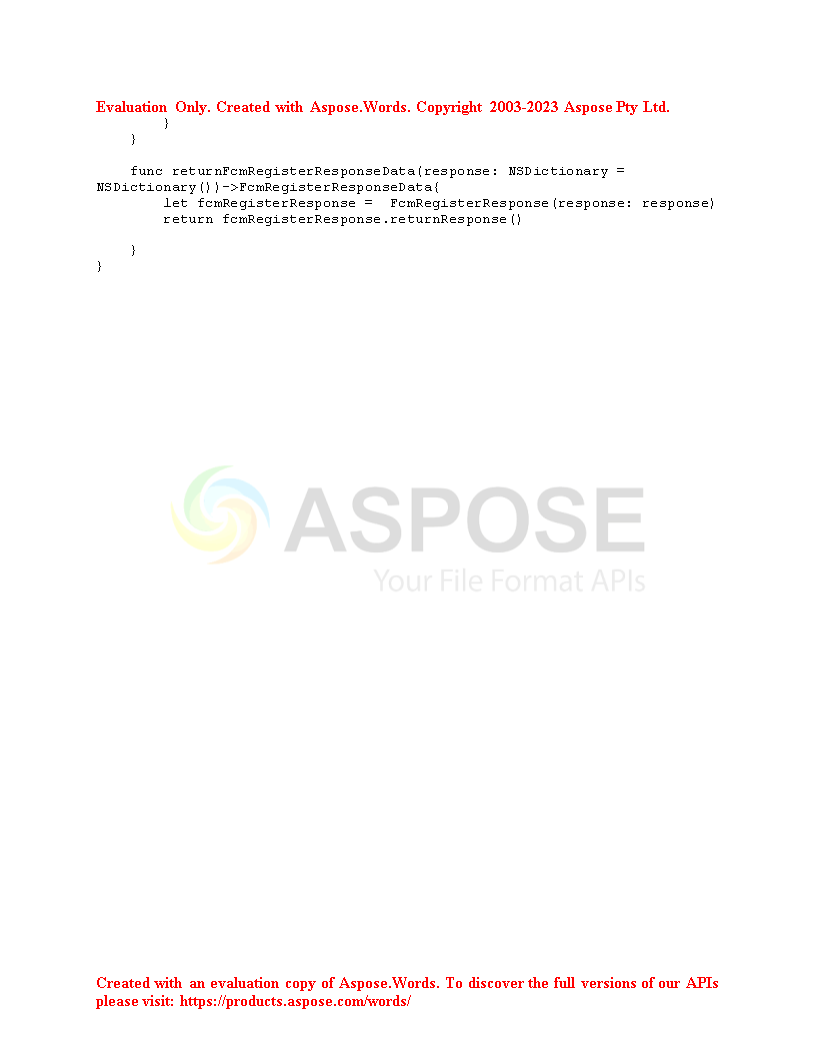 Evaluation Only. Created with Aspose.Words. Copyright 2003-2023 Aspose Pty Ltd.
        }
    }
    func returnFcmRegisterResponseData(response: NSDictionary =
NSDictionary())->FcmRegisterResponseData{
        let fcmRegisterResponse =  FcmRegisterResponse(response: response)
        return fcmRegisterResponse.returnResponse()
    }
}
ASPOSE
Your File Format APIs
Created with an evaluation copy of Aspose.Words. To discover the full versions of our APIs
please visit: https://products.aspose.com/words/